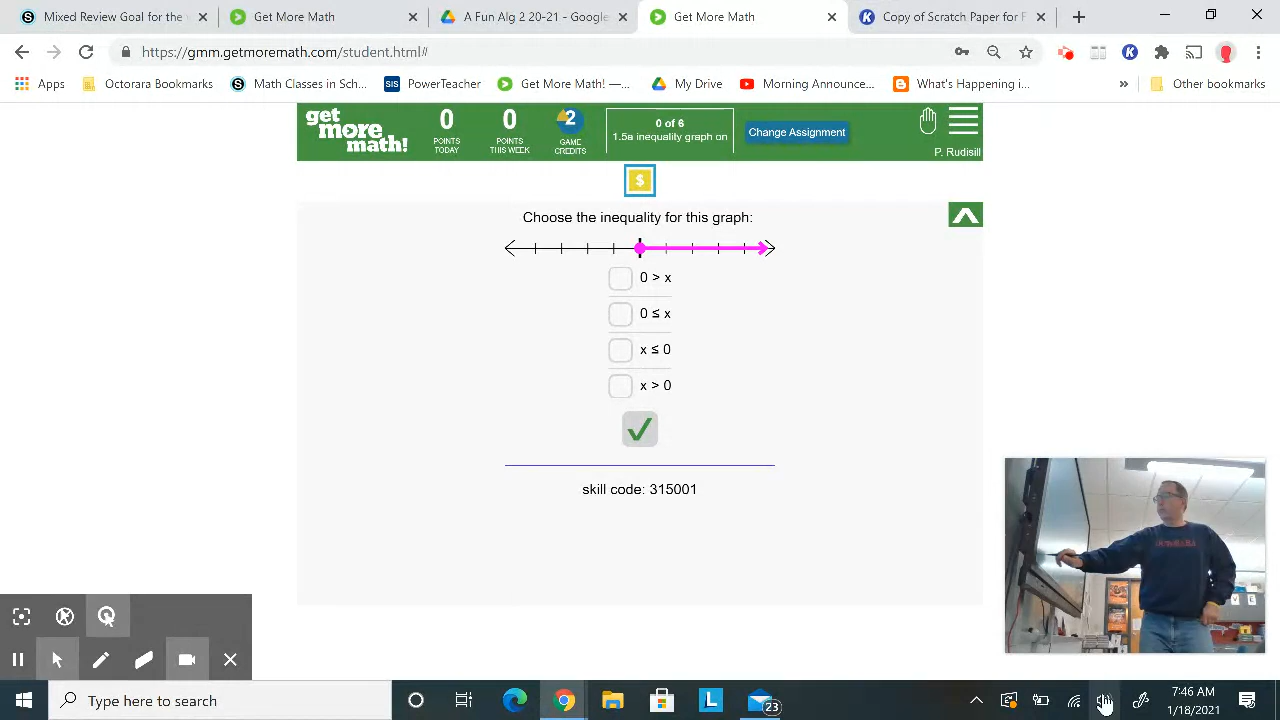 Mixed Review Goal for the
Get More Math
A Fun Alg 2 20-21 - Google
Get More Math
Copy of Scratch Paper for F
https://gmm.getmoremath.com/student.html#
Apps
Octorara Bookmarks
Math Classes in Sch...
SIS
PowerTeacher
Get More Math! —...
My Drive
Morning Announce...
What's Happening i...
»
Other bookmarks
get more math!
0
POINTS TODAY
0
POINTS THIS WEEK
2
GAME CREDITS
0 of 6
1.5a inequality graph on
Change Assignment
P. Rudisill
$
Choose the inequality for this graph:
0 > x
0 ≤ x
x ≤ 0
x > 0
skill code: 315001
Type here to search
L
23
7:46 AM
1/18/2021